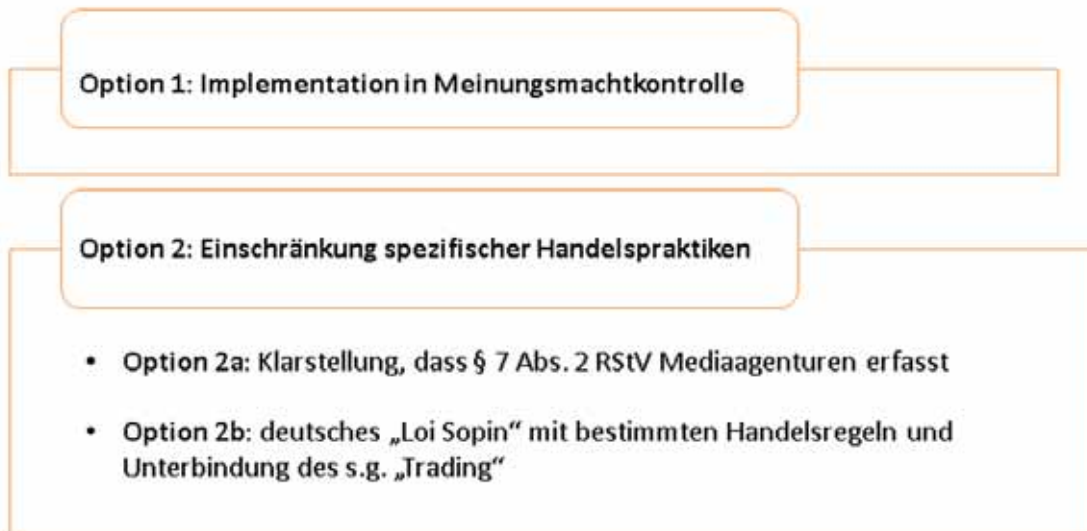 Option 1: Implementation in Meinungsmachtkontrolle
Option 2: Einschränkung spezifischer Handelspraktiken
• Option 2a: Klarstellung, dass § 7 Abs. 2 RStV Mediaagenturen erfasst
• Option 2b: deutsches „Loi Sopin“ mit bestimmten Handelsregeln und
Unterbindung des s.g. „Trading“